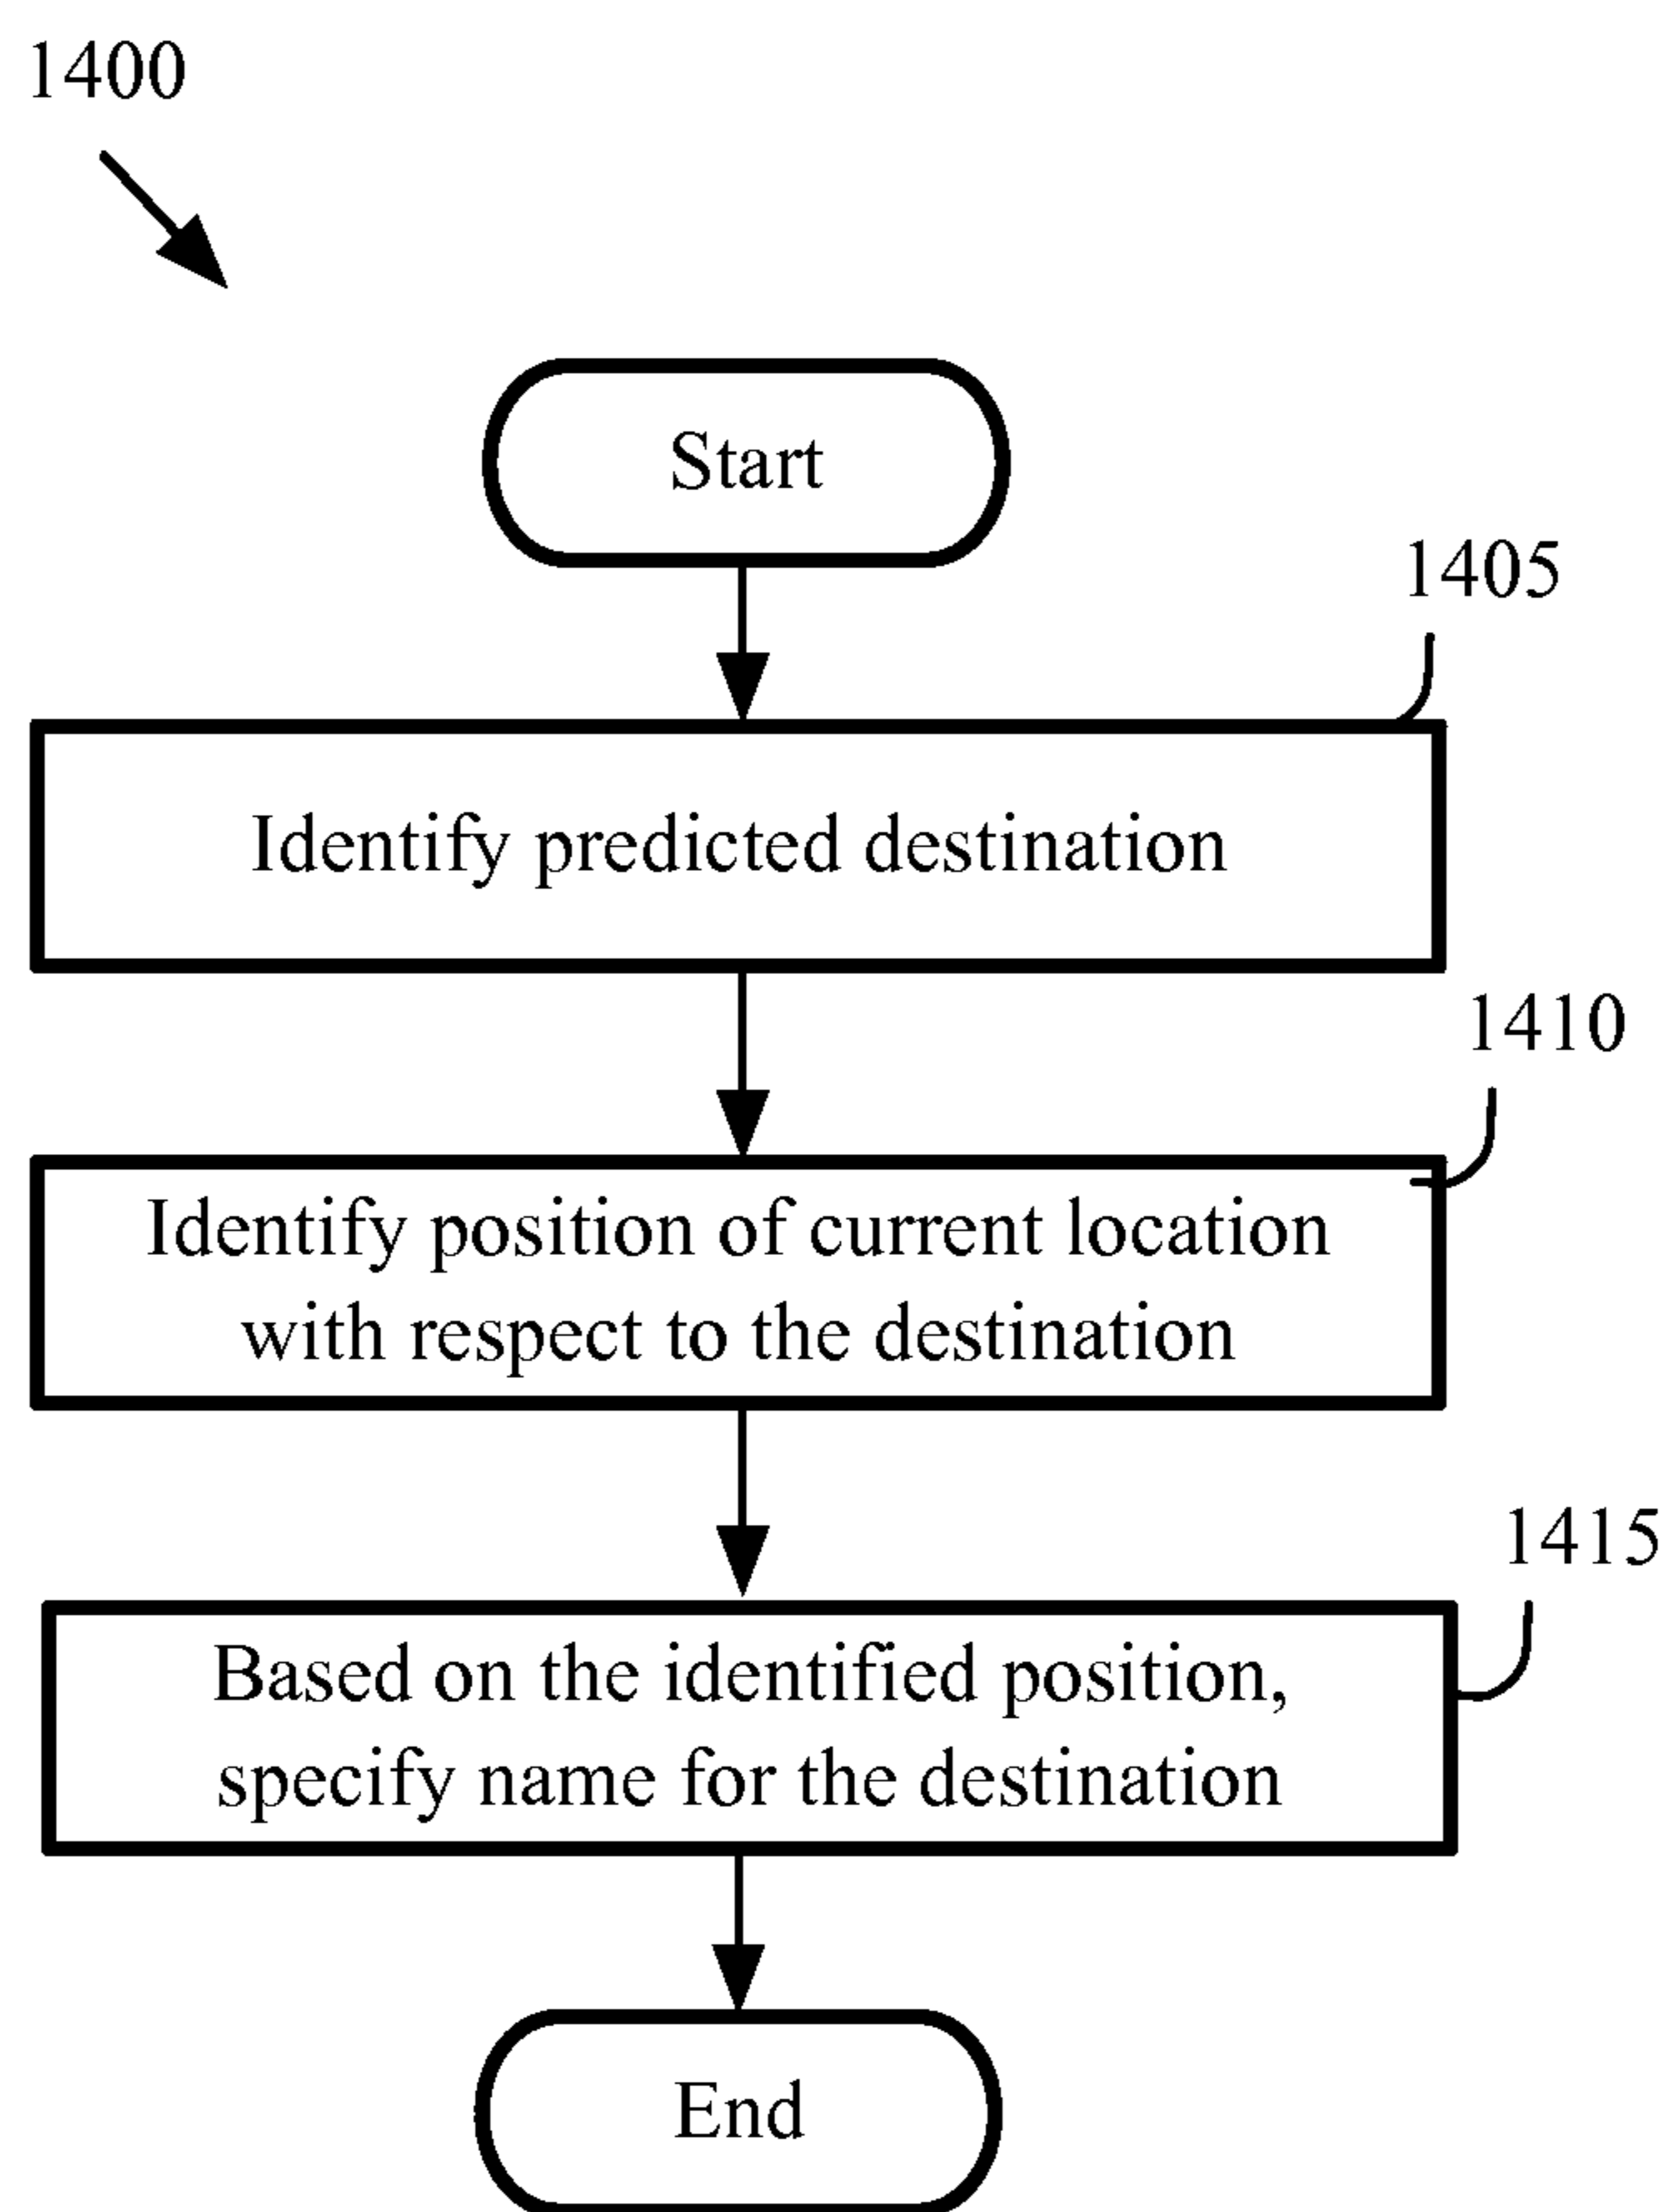 1400
Start
1405
Identify predicted destination
1410
Identify position of current location
with respect to the destination
1415
Based on the identified position,
specify name for the destination
End